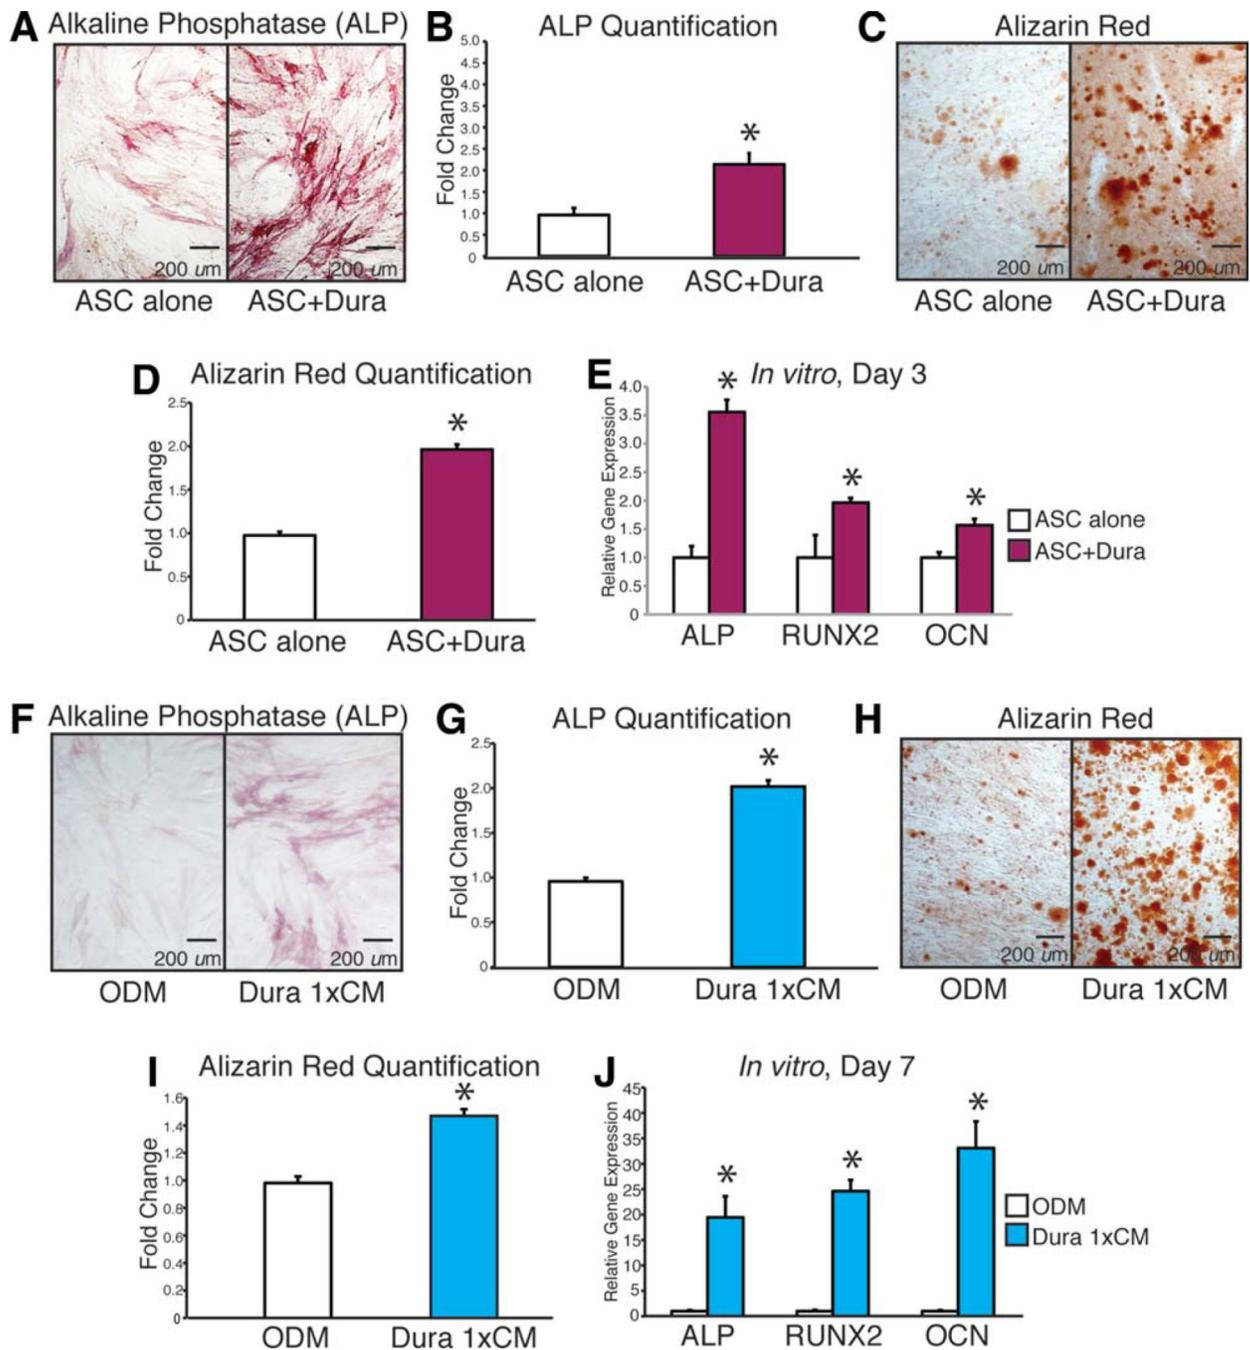 A Alkaline Phosphatase (ALP)
200 um
200 um
ASC alone ASC+Dura
B ALP Quantification
Fold Change
5.0
4.5
4.0
3.5
3.0
2.5
2.0
1.5
1.0
0.5
0
*
ASC alone ASC+Dura
C Alizarin Red
200 um
200 um
ASC alone ASC+Dura
D Alizarin Red Quantification
Fold Change
2.5
2.0
1.5
1.0
0.5
0
*
ASC alone ASC+Dura
E In vitro, Day 3
Relative Gene Expression
4.0
3.5
3.0
2.5
2.0
1.5
1.0
0.5
0
* * *
ALP RUNX2 OCN
ASC alone
ASC+Dura
F Alkaline Phosphatase (ALP)
200 um
200 um
ODM Dura 1xCM
G ALP Quantification
Fold Change
2.5
2.0
1.5
1.0
0.5
0
*
ODM Dura 1xCM
H Alizarin Red
200 um
200 um
ODM Dura 1xCM
I Alizarin Red Quantification
Fold Change
1.6
1.4
1.2
1.0
0.8
0.6
0.4
0.2
0
*
ODM Dura 1xCM
J In vitro, Day 7
Relative Gene Expression
45
40
35
30
25
20
15
10
5
0
* * *
ALP RUNX2 OCN
ODM
Dura 1xCM